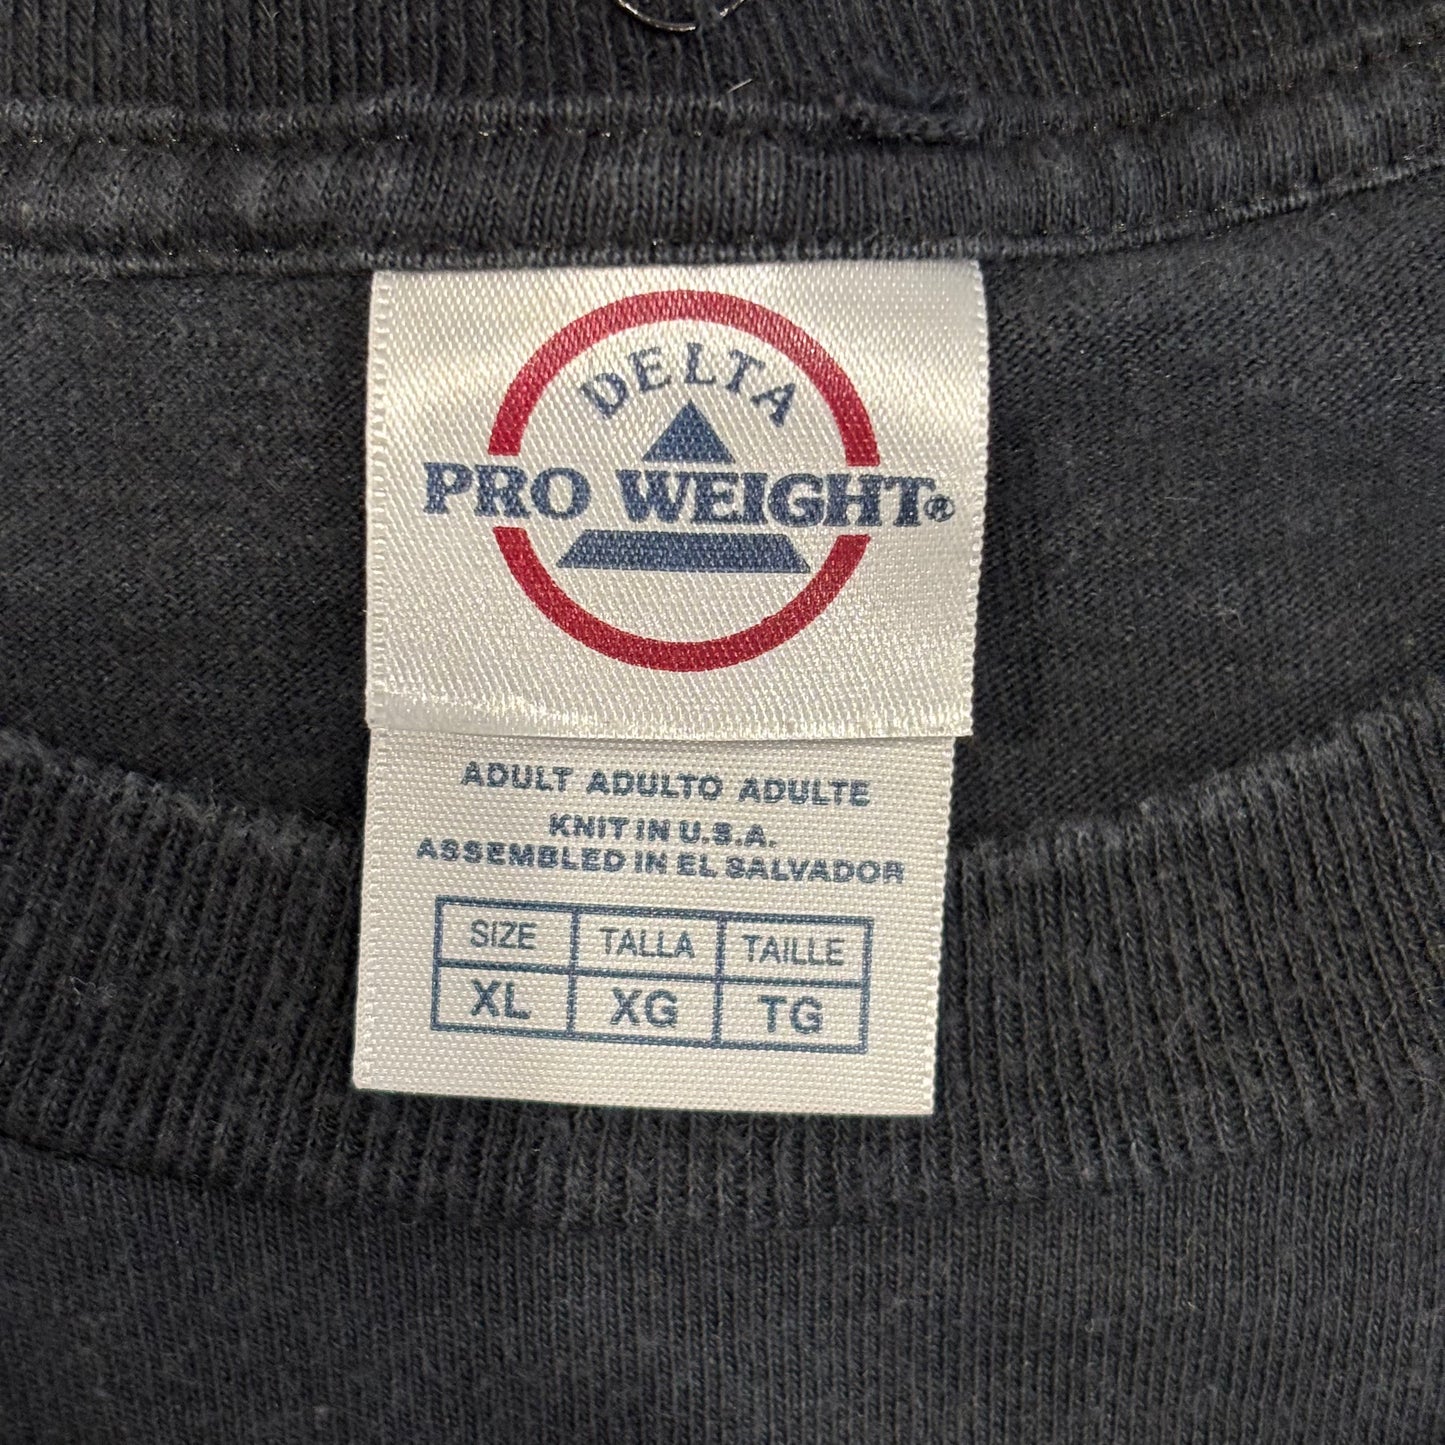 DELTA
PRO WEIGHT®
ADULT ADULTO ADULTE
KNIT IN U.S.A.
ASSEMBLED IN EL SALVADOR
SIZE TALLA TAILLE
XL XG TG